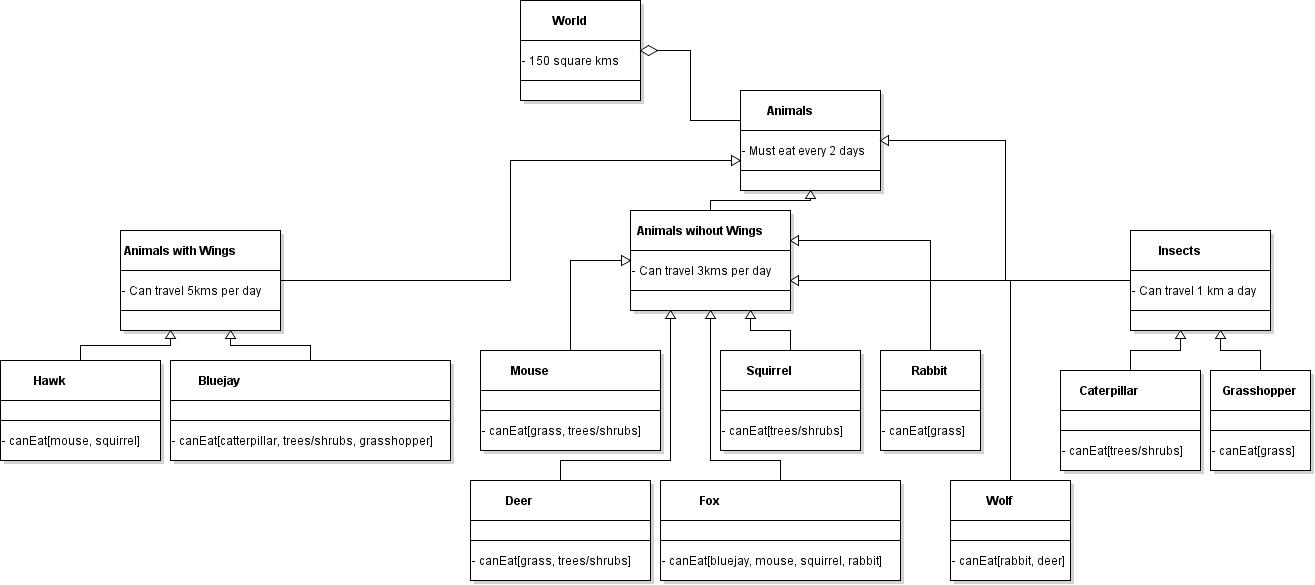 World
- 150 square kms
Animals
- Must eat every 2 days
Animals with Wings
- Can travel 5kms per day
Animals wihout Wings
- Can travel 3kms per day
Insects
- Can travel 1 km a day
Hawk
- canEat[mouse, squirrel]
Bluejay
- canEat[catterpillar, trees/shrubs, grasshopper]
Mouse
- canEat[grass, trees/shrubs]
Squirrel
- canEat[trees/shrubs]
Rabbit
- canEat[grass]
Caterpillar
- canEat[trees/shrubs]
Grasshopper
- canEat[grass]
Deer
- canEat[grass, trees/shrubs]
Fox
- canEat[bluejay, mouse, squirrel, rabbit]
Wolf
- canEat[rabbit, deer]